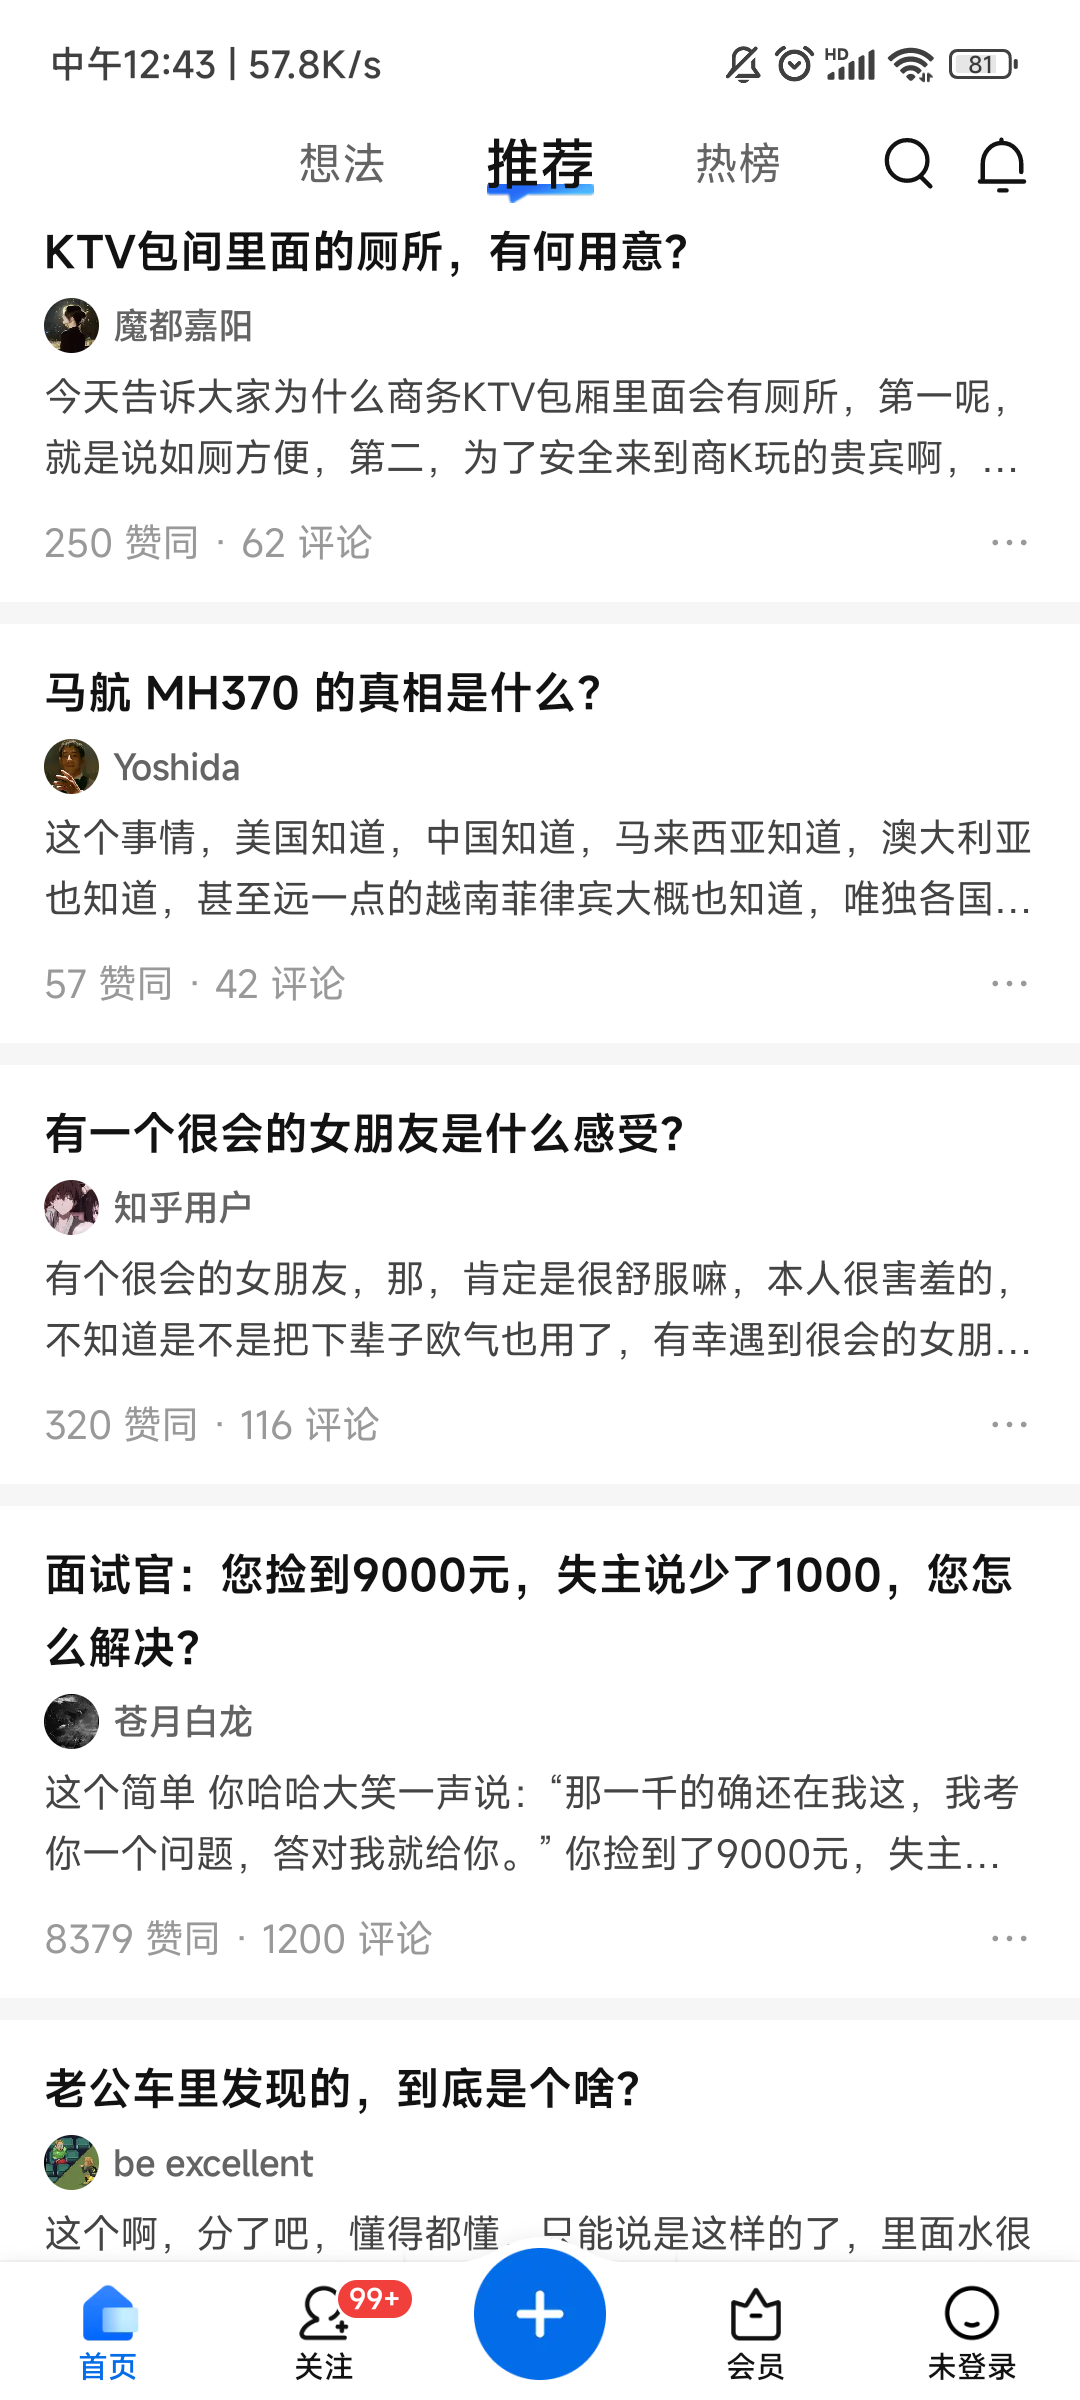 中午12:43 | 57.8K/s
HD
81
想法 推荐 热榜
KTV包间里面的厕所，有何用意？
魔都嘉阳
今天告诉大家为什么商务KTV包厢里面会有厕所，第一呢，
就是说如厕方便，第二，为了安全来到商K玩的贵宾啊，…
250 赞同 · 62 评论
马航 MH370 的真相是什么？
Yoshida
这个事情，美国知道，中国知道，马来西亚知道，澳大利亚
也知道，甚至远一点的越南菲律宾大概也知道，唯独各国…
57 赞同 · 42 评论
有一个很会的女朋友是什么感受？
知乎用户
有个很会的女朋友，那，肯定是很舒服嘛，本人很害羞的，
不知道是不是把下辈子欧气也用了，有幸遇到很会的女朋…
320 赞同 · 116 评论
面试官：您捡到9000元，失主说少了1000，您怎
么解决？
苍月白龙
这个简单 你哈哈大笑一声说：“那一千的确还在我这，我考
你一个问题，答对我就给你。” 你捡到了9000元，失主…
8379 赞同 · 1200 评论
老公车里发现的，到底是个啥？
be excellent
这个啊，分了吧，懂得都懂，只能说是这样的了，里面水很
99+
首页 关注 会员 未登录